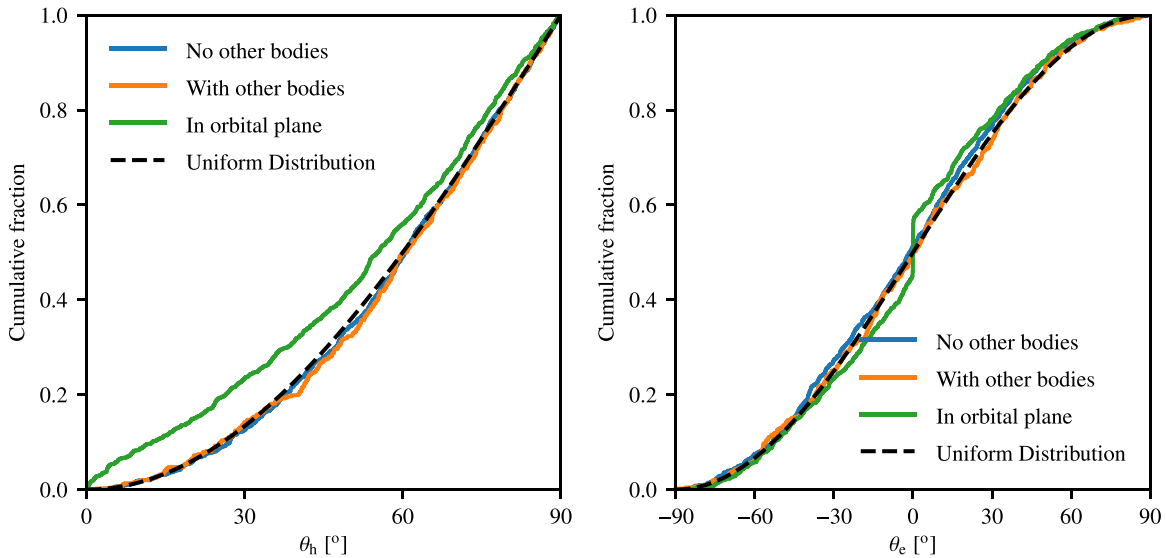 1.0
0.8
0.6
0.4
0.2
0.0
Cumulative fraction
No other bodies
With other bodies
In orbital plane
Uniform Distribution
0 30 60 90
θh [o]
1.0
0.8
0.6
0.4
0.2
0.0
Cumulative fraction
No other bodies
With other bodies
In orbital plane
Uniform Distribution
−90 −60 −30 0 30 60 90
θe [o]